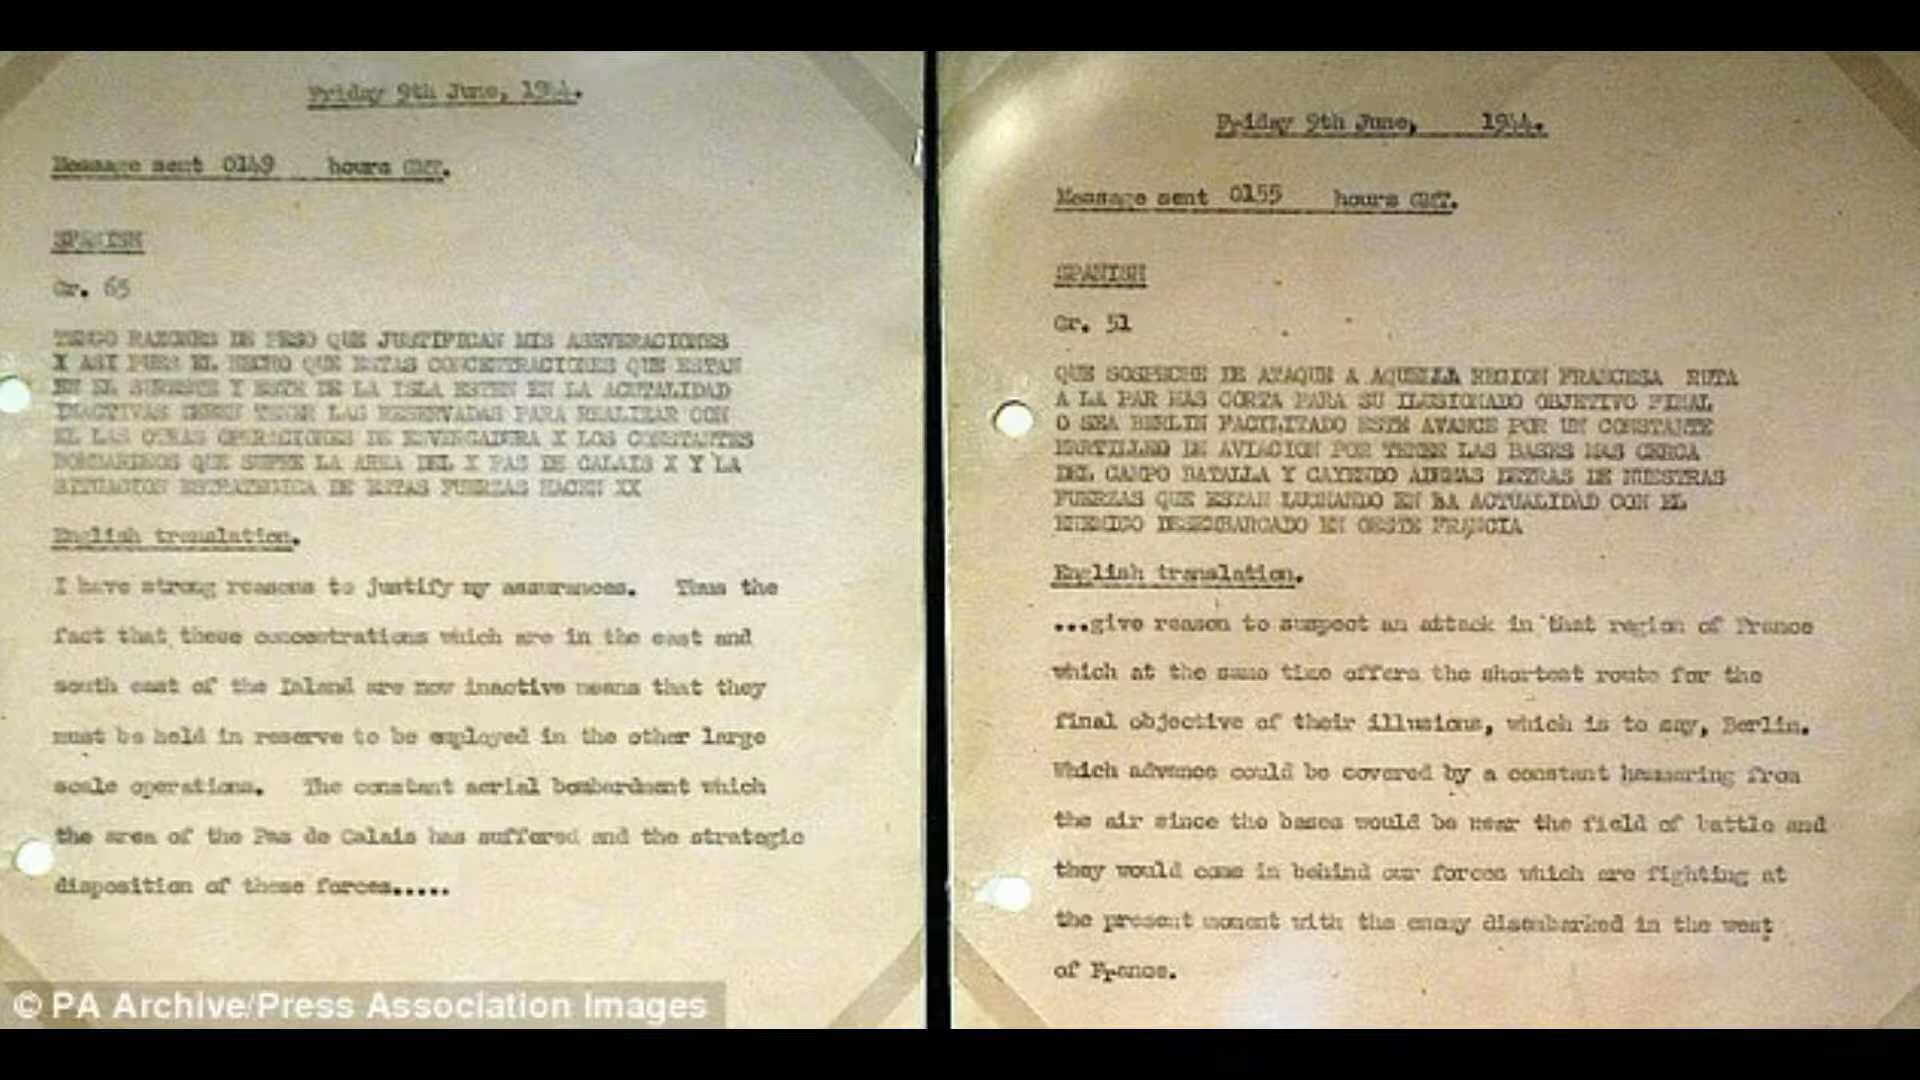 Friday 9th June, 1944.
Message sent 0149 hours GMT.
SPANISH
Gr. 65
TENGO RAZONES DE PESO QUE JUSTIFICAN MIS ASEVERACIONES
X ASI PUES EL HECHO QUE ESTAS CONCENTRACIONES QUE ESTAN
EN EL SURESTE Y ESTE DE LA ISLA ESTEN EN LA ACUTALIDAD
INACTIVAS DEBEN TENER LAS RESERVADAS PARA REALIZAR CON
EL LAS OTRAS OPERACIONES DE ENVERGADURA X LOS CONSTANTES
BOMBARDEOS QUE SUFRE LA AREA DEL X PAS DE CALAIS X Y LA
SITUACION ESTRATEGICA DE ESTAS FUERZAS HACEN XX
English translation.
I have strong reasons to justify my assurances. Thus the
fact that these concentrations which are in the east and
south east of the Island are now inactive means that they
must be held in reserve to be employed in the other large
scale operations. The constant aerial bombardment which
the area of the Pas de Calais has suffered and the strategic
disposition of these forces.....
Friday 9th June, 1944.
Message sent 0155 hours GMT.
SPANISH
Gr. 51
QUE SOSPECHE DE ATAQUE A AQUELLA REGION FRANCESA RUTA
A LA PAR MAS CORTA PARA SU ILUSIONADO OBJETIVO FINAL
O SEA BERLIN FACILITADO ESTE AVANCE POR UN CONSTANTE
MARTILLEO DE AVIACION POR TENER LAS BASES MAS CERCA
DEL CAMPO BATALLA Y CAYENDO ADEMAS DETRAS DE NUESTRAS
FUERZAS QUE ESTAN LUCHANDO EN LA ACTUALIDAD CON EL
ENEMIGO DESEMBARCADO EN OESTE FRANCIA
English translation.
...give reason to suspect an attack in that region of France
which at the same time offers the shortest route for the
final objective of their illusions, which is to say, Berlin.
Which advance could be covered by a constant hammering from
the air since the bases would be near the field of battle and
they would come in behind our forces which are fighting at
the present moment with the enemy disembarked in the west
of France.
© PA Archive/Press Association Images